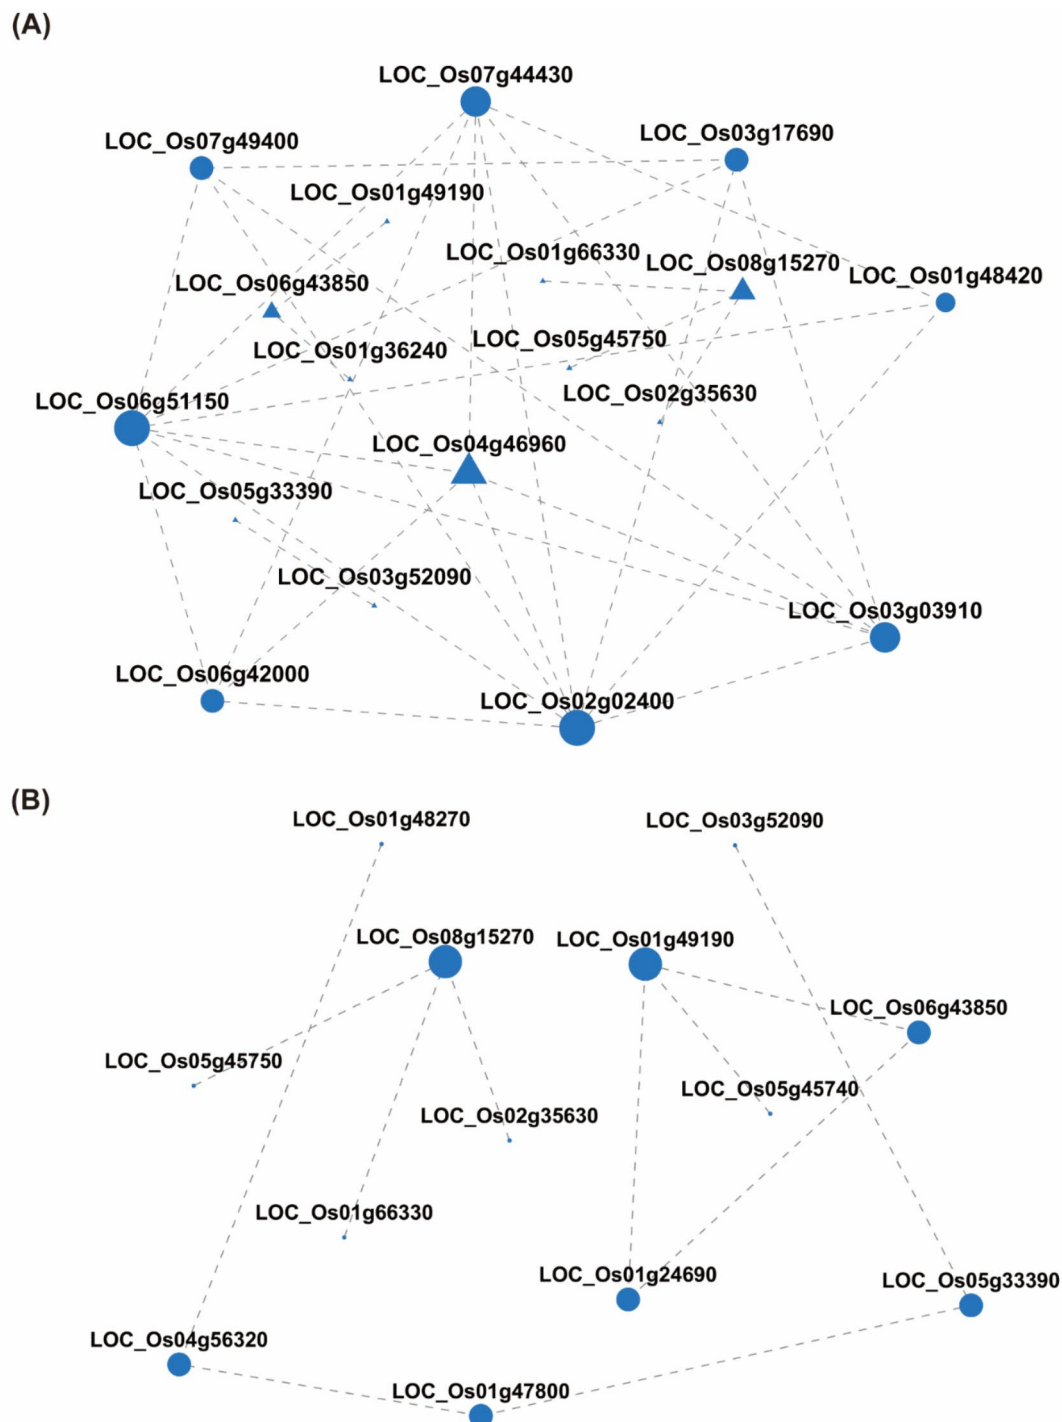 (A)
LOC_Os07g44430
LOC_Os03g17690
LOC_Os07g49400
LOC_Os01g49190
LOC_Os01g66330
LOC_Os08g15270
LOC_Os01g48420
LOC_Os06g43850
LOC_Os05g45750
LOC_Os01g36240
LOC_Os02g35630
LOC_Os06g51150
LOC_Os04g46960
LOC_Os05g33390
LOC_Os03g52090
LOC_Os03g03910
LOC_Os06g42000
LOC_Os02g02400
(B)
LOC_Os01g48270
LOC_Os03g52090
LOC_Os08g15270
LOC_Os01g49190
LOC_Os06g43850
LOC_Os05g45750
LOC_Os05g45740
LOC_Os02g35630
LOC_Os01g66330
LOC_Os01g24690
LOC_Os05g33390
LOC_Os04g56320
LOC_Os01g47800